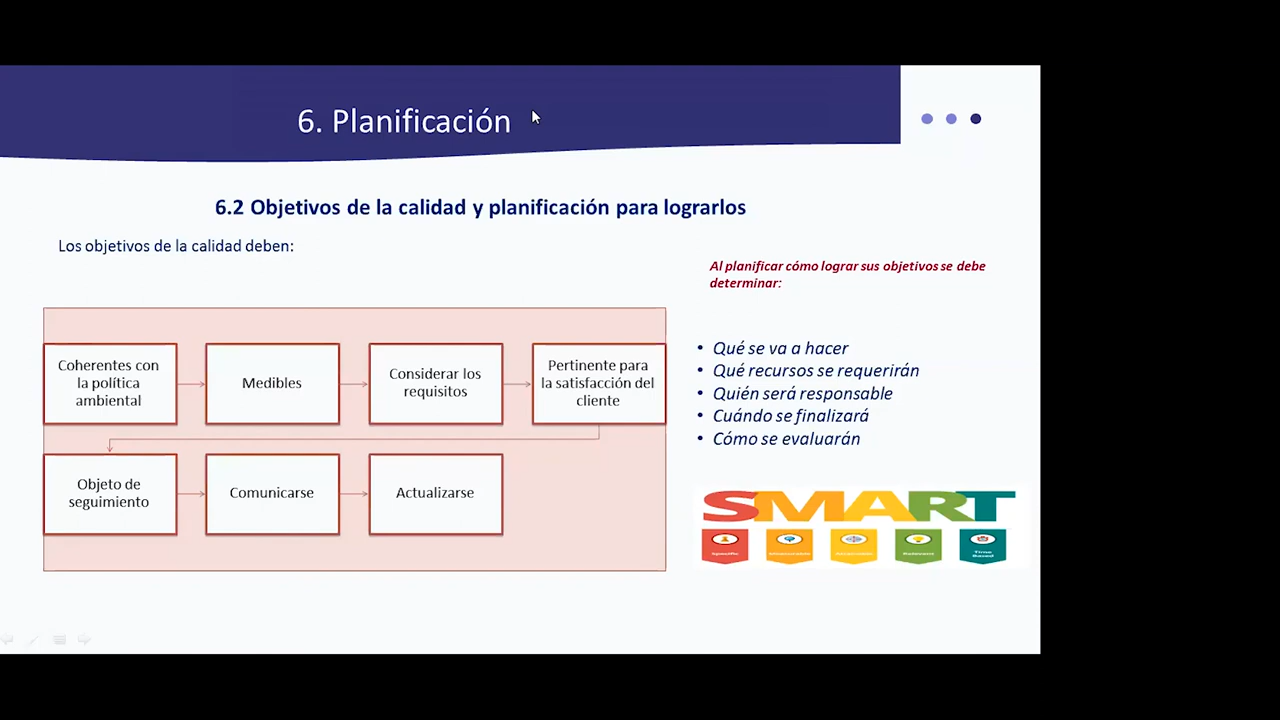 6. Planificación
6.2 Objetivos de la calidad y planificación para lograrlos
Los objetivos de la calidad deben:
Coherentes con
la política
ambiental
Medibles
Considerar los
requisitos
Pertinente para
la satisfacción del
cliente
Objeto de
seguimiento
Comunicarse
Actualizarse
Al planificar cómo lograr sus objetivos se debe
determinar:
• Qué se va a hacer
• Qué recursos se requerirán
• Quién será responsable
• Cuándo se finalizará
• Cómo se evaluarán
SMART
Time
Based